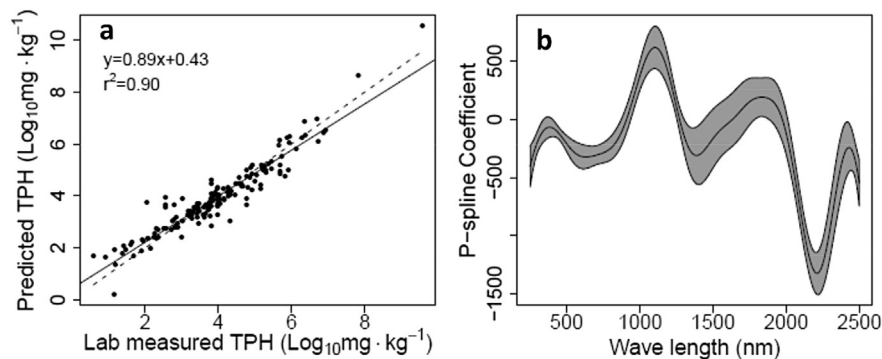 a
y=0.89x+0.43
r²=0.90
Predicted TPH (Log₁₀mg · kg⁻¹)
10
8
6
4
2
0
2 4 6 8 10
Lab measured TPH (Log₁₀mg · kg⁻¹)
b
P−spline Coefficient
500
0
−500
−1500
500 1000 1500 2000 2500
Wave length (nm)